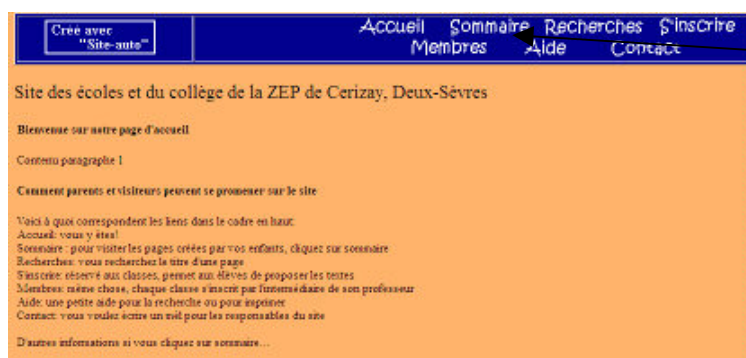 Créé avec
"Site-auto"
Accueil Sommaire Recherches S'inscrire
Membres Aide Contact
Site des écoles et du collège de la ZEP de Cerizay, Deux-Sèvres
Bienvenue sur notre page d'accueil
Contenu paragraphe 1
Comment parents et visiteurs peuvent se promener sur le site
Voici à quoi correspondent les liens dans le cadre en haut:
Accueil: vous y êtes!
Sommaire : pour visiter les pages créées par vos enfants, cliquez sur sommaire
Recherches: vous recherchez le titre d'une page
S'inscrire: réservé aux classes, permet aux élèves de proposer les textes
Membres: même chose, chaque classe s'inscrit par l'intermédiaire de son professeur
Aide: une petite aide pour la recherche ou pour imprimer
Contact: vous voulez écrire un mél pour les responsables du site
D'autres informations si vous cliquez sur sommaire...